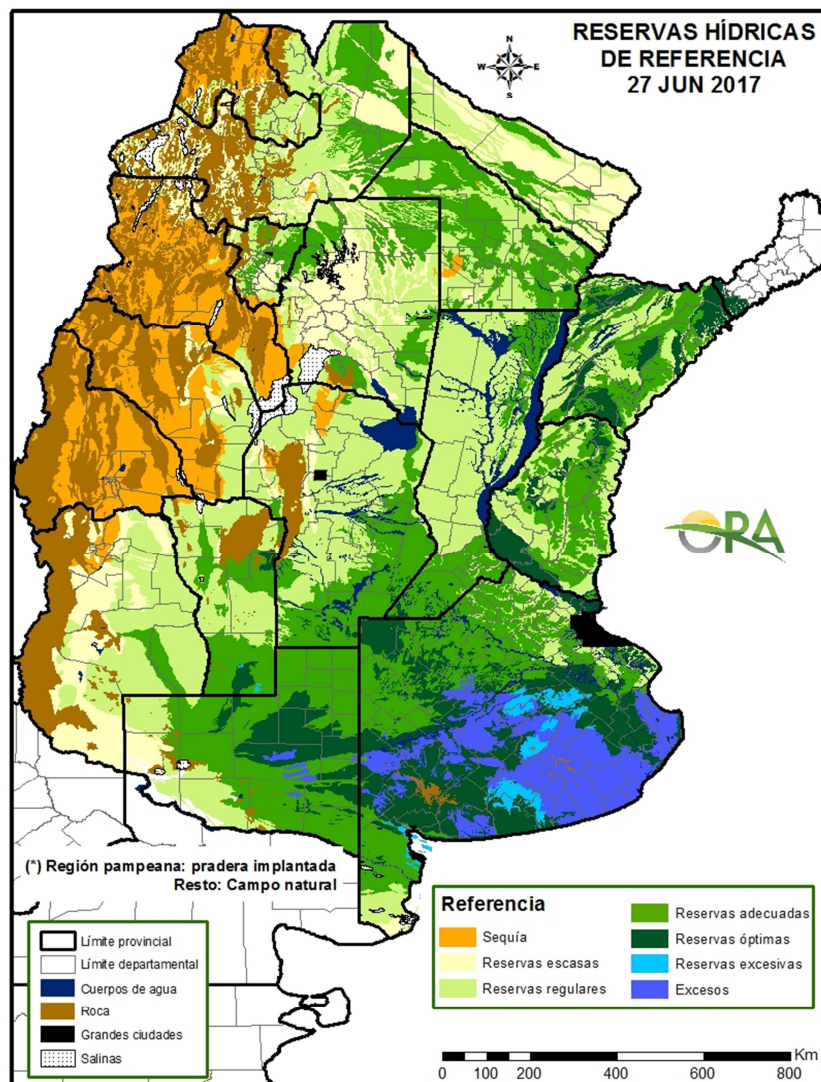 RESERVAS HÍDRICAS
DE REFERENCIA
27 JUN 2017
N
W E
S
ORA
(*) Región pampeana: pradera implantada
Resto: Campo natural
Límite provincial
Límite departamental
Cuerpos de agua
Roca
Grandes ciudades
Salinas
Referencia
Sequía
Reservas escasas
Reservas regulares
Reservas adecuadas
Reservas óptimas
Reservas excesivas
Excesos
Km
0 100 200 400 600 800